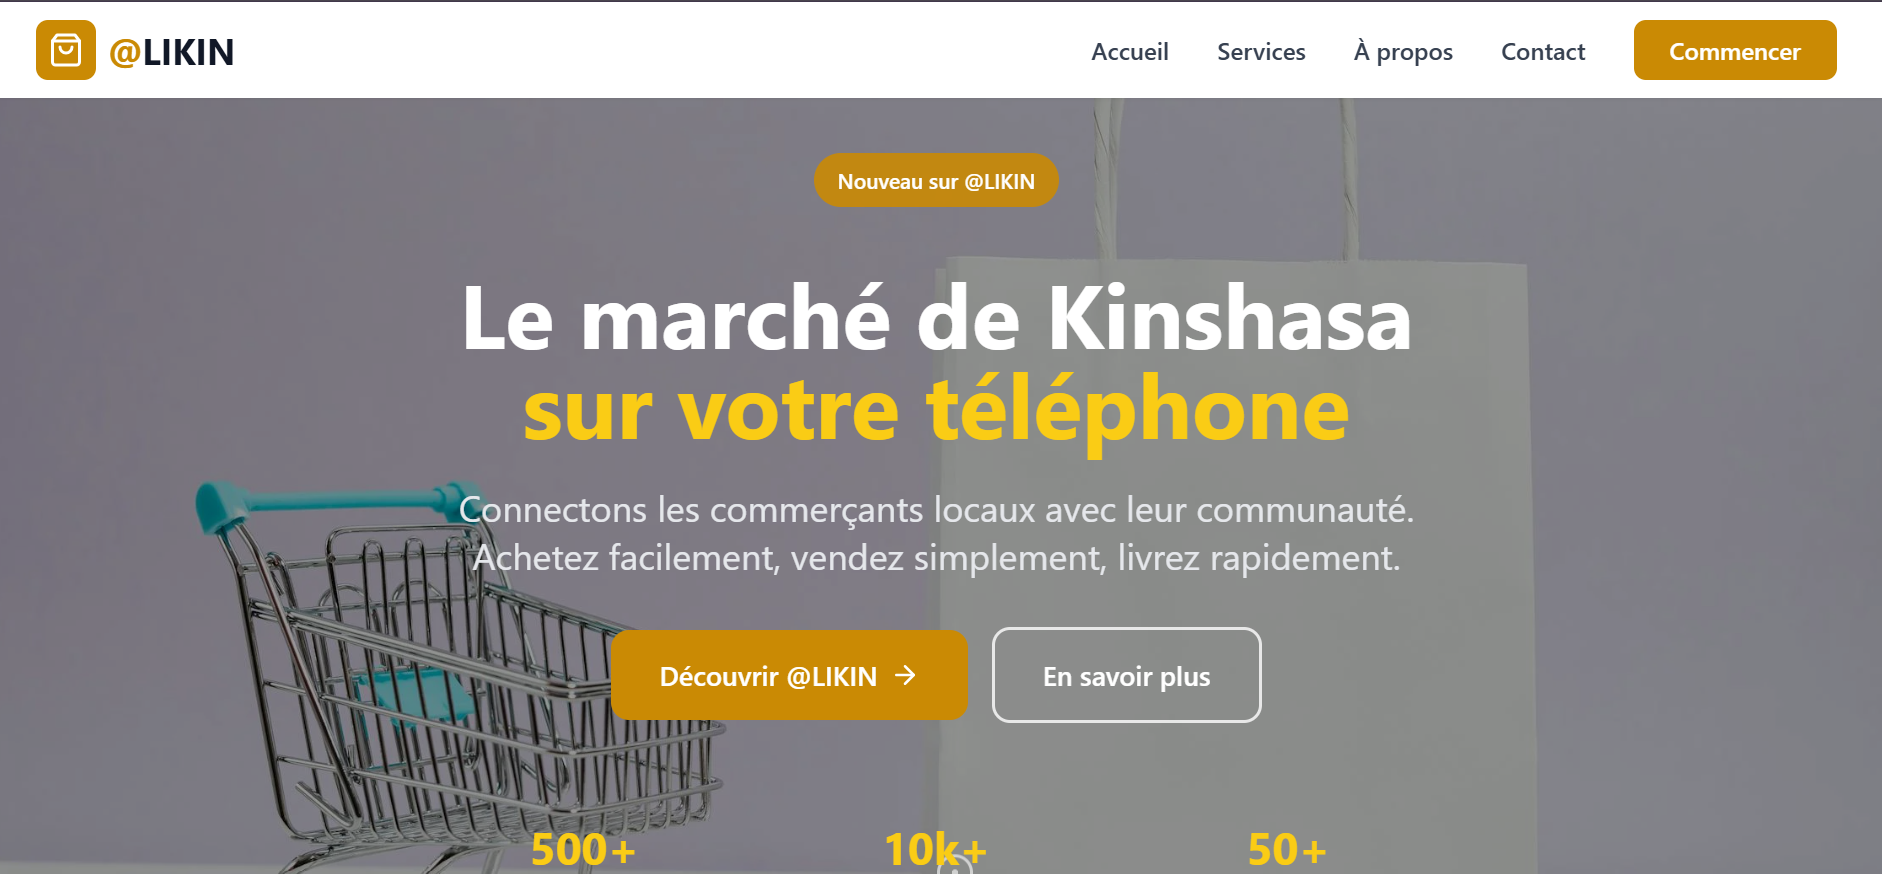 @LIKIN
Accueil
Services
À propos
Contact
Commencer
Nouveau sur @LIKIN
Le marché de Kinshasa
sur votre téléphone
Connectons les commerçants locaux avec leur communauté.
Achetez facilement, vendez simplement, livrez rapidement.
Découvrir @LIKIN →
En savoir plus
500+
10k+
50+